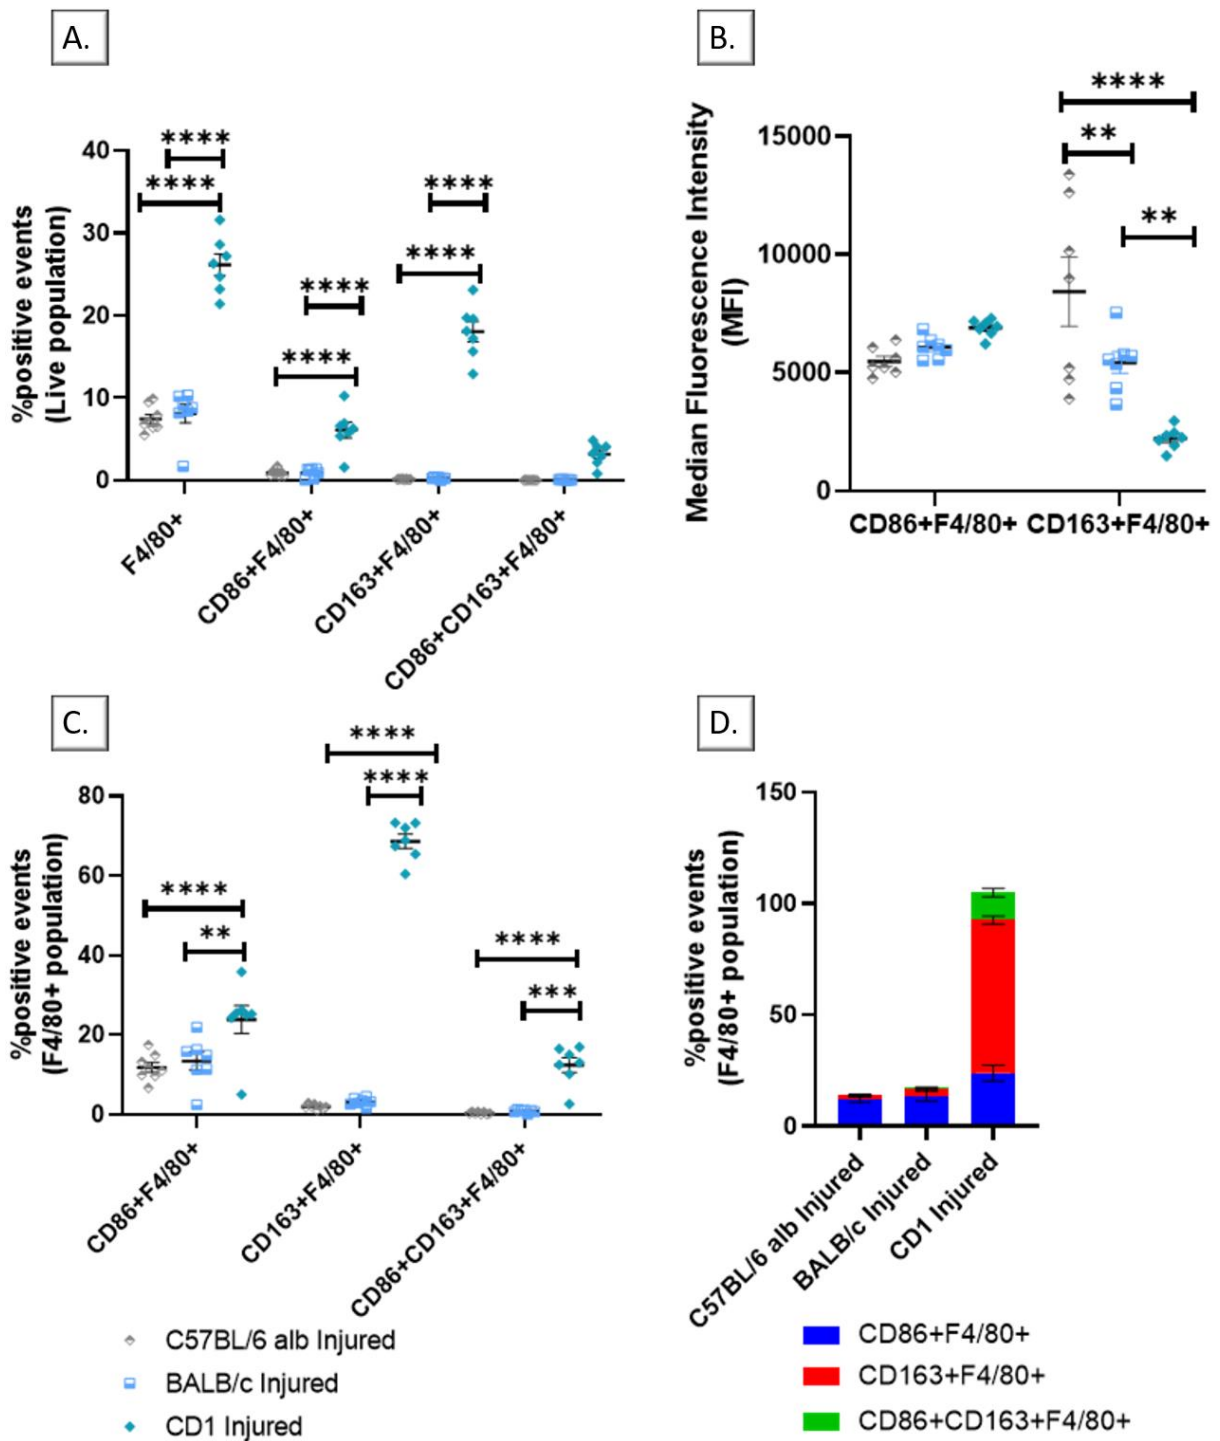 A.
%positive events
(Live population)
40
30
20
10
0
****
****
****
****
****
****
F4/80+
CD86+F4/80+
CD163+F4/80+
CD86+CD163+F4/80+
B.
Median Fluorescence Intensity
(MFI)
15000
10000
5000
0
****
**
**
CD86+F4/80+
CD163+F4/80+
C.
%positive events
(F4/80+ population)
80
60
40
20
0
****
**
****
****
****
***
CD86+F4/80+
CD163+F4/80+
CD86+CD163+F4/80+
C57BL/6 alb Injured
BALB/c Injured
CD1 Injured
D.
%positive events
(F4/80+ population)
150
100
50
0
C57BL/6 alb Injured
BALB/c Injured
CD1 Injured
CD86+F4/80+
CD163+F4/80+
CD86+CD163+F4/80+